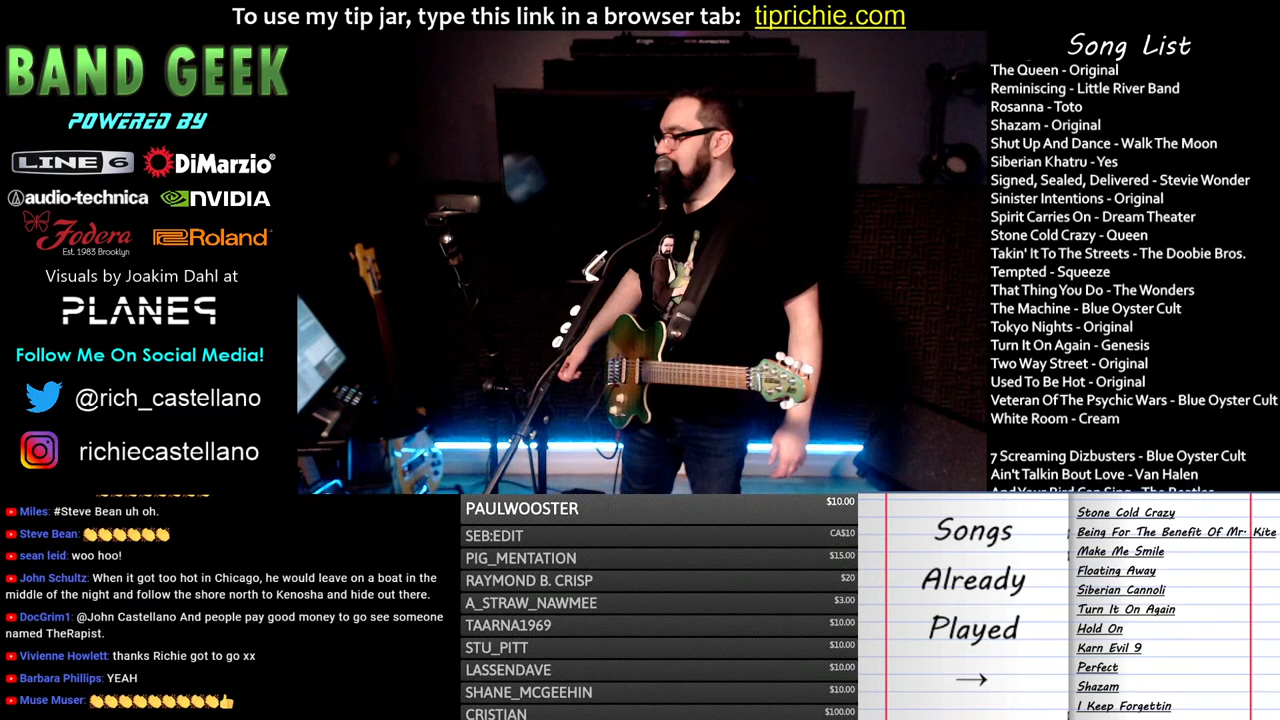 To use my tip jar, type this link in a browser tab: tiprichie.com
BAND GEEK
POWERED BY
LINE 6
DiMarzio®
audio-technica
NVIDIA
Fodera
Est. 1983 Brooklyn
Roland
Visuals by Joakim Dahl at
PLANE9
Follow Me On Social Media!
@rich_castellano
richiecastellano
Song List
The Queen - Original
Reminiscing - Little River Band
Rosanna - Toto
Shazam - Original
Shut Up And Dance - Walk The Moon
Siberian Khatru - Yes
Signed, Sealed, Delivered - Stevie Wonder
Sinister Intentions - Original
Spirit Carries On - Dream Theater
Stone Cold Crazy - Queen
Takin' It To The Streets - The Doobie Bros.
Tempted - Squeeze
That Thing You Do - The Wonders
The Machine - Blue Oyster Cult
Tokyo Nights - Original
Turn It On Again - Genesis
Two Way Street - Original
Used To Be Hot - Original
Veteran Of The Psychic Wars - Blue Oyster Cult
White Room - Cream
7 Screaming Dizbusters - Blue Oyster Cult
Ain't Talkin Bout Love - Van Halen
And Your Bird Can Sing - The Beatles
Miles: #Steve Bean uh oh.
Steve Bean: 👏👏👏👏👏👏
sean leid: woo hoo!
John Schultz: When it got too hot in Chicago, he would leave on a boat in the
middle of the night and follow the shore north to Kenosha and hide out there.
DocGrim1: @John Castellano And people pay good money to go see someone
named TheRapist.
Vivienne Howlett: thanks Richie got to go xx
Barbara Phillips: YEAH
Muse Muser: 👏👏👏👏👏👏👏👏👏👍
PAULWOOSTER $10.00
SEB:EDIT CA$10
PIG_MENTATION $15.00
RAYMOND B. CRISP $20
A_STRAW_NAWMEE $3.00
TAARNA1969 $10.00
STU_PITT $10.00
LASSENDAVE $10.00
SHANE_MCGEEHIN $10.00
CRISTIAN $100.00
Songs
Already
Played
→
Stone Cold Crazy
Being For The Benefit Of Mr. Kite
Make Me Smile
Floating Away
Siberian Cannoli
Turn It On Again
Hold On
Karn Evil 9
Perfect
Shazam
I Keep Forgettin